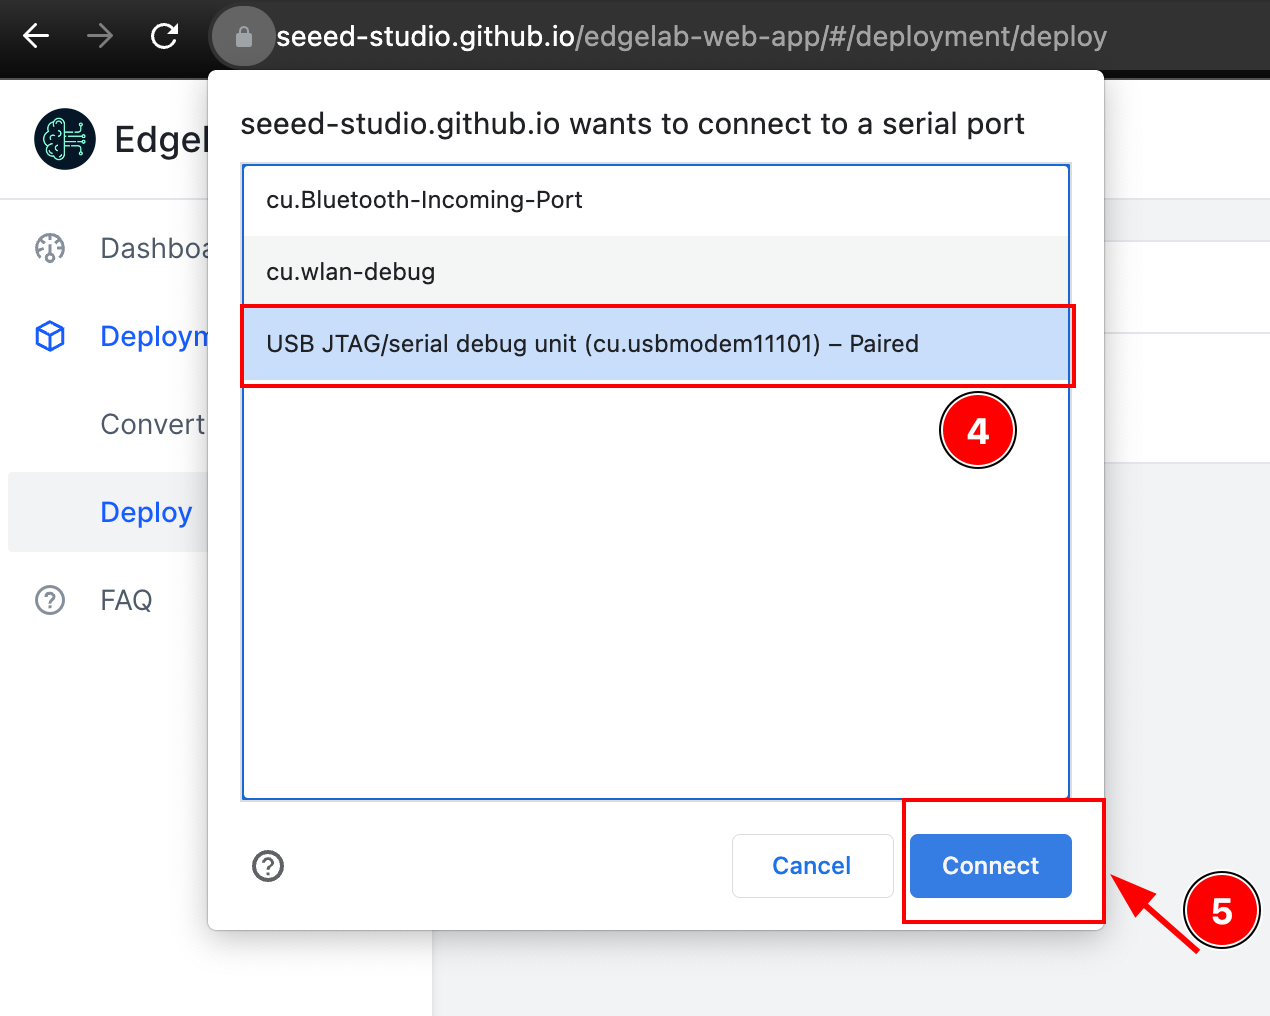 seeed-studio.github.io/edgelab-web-app/#/deployment/deploy
seeed-studio.github.io wants to connect to a serial port
Edgel
cu.Bluetooth-Incoming-Port
Dashboa
cu.wlan-debug
Deploym
USB JTAG/serial debug unit (cu.usbmodem11101) – Paired
Convert
4
Deploy
FAQ
?
Cancel
Connect
5